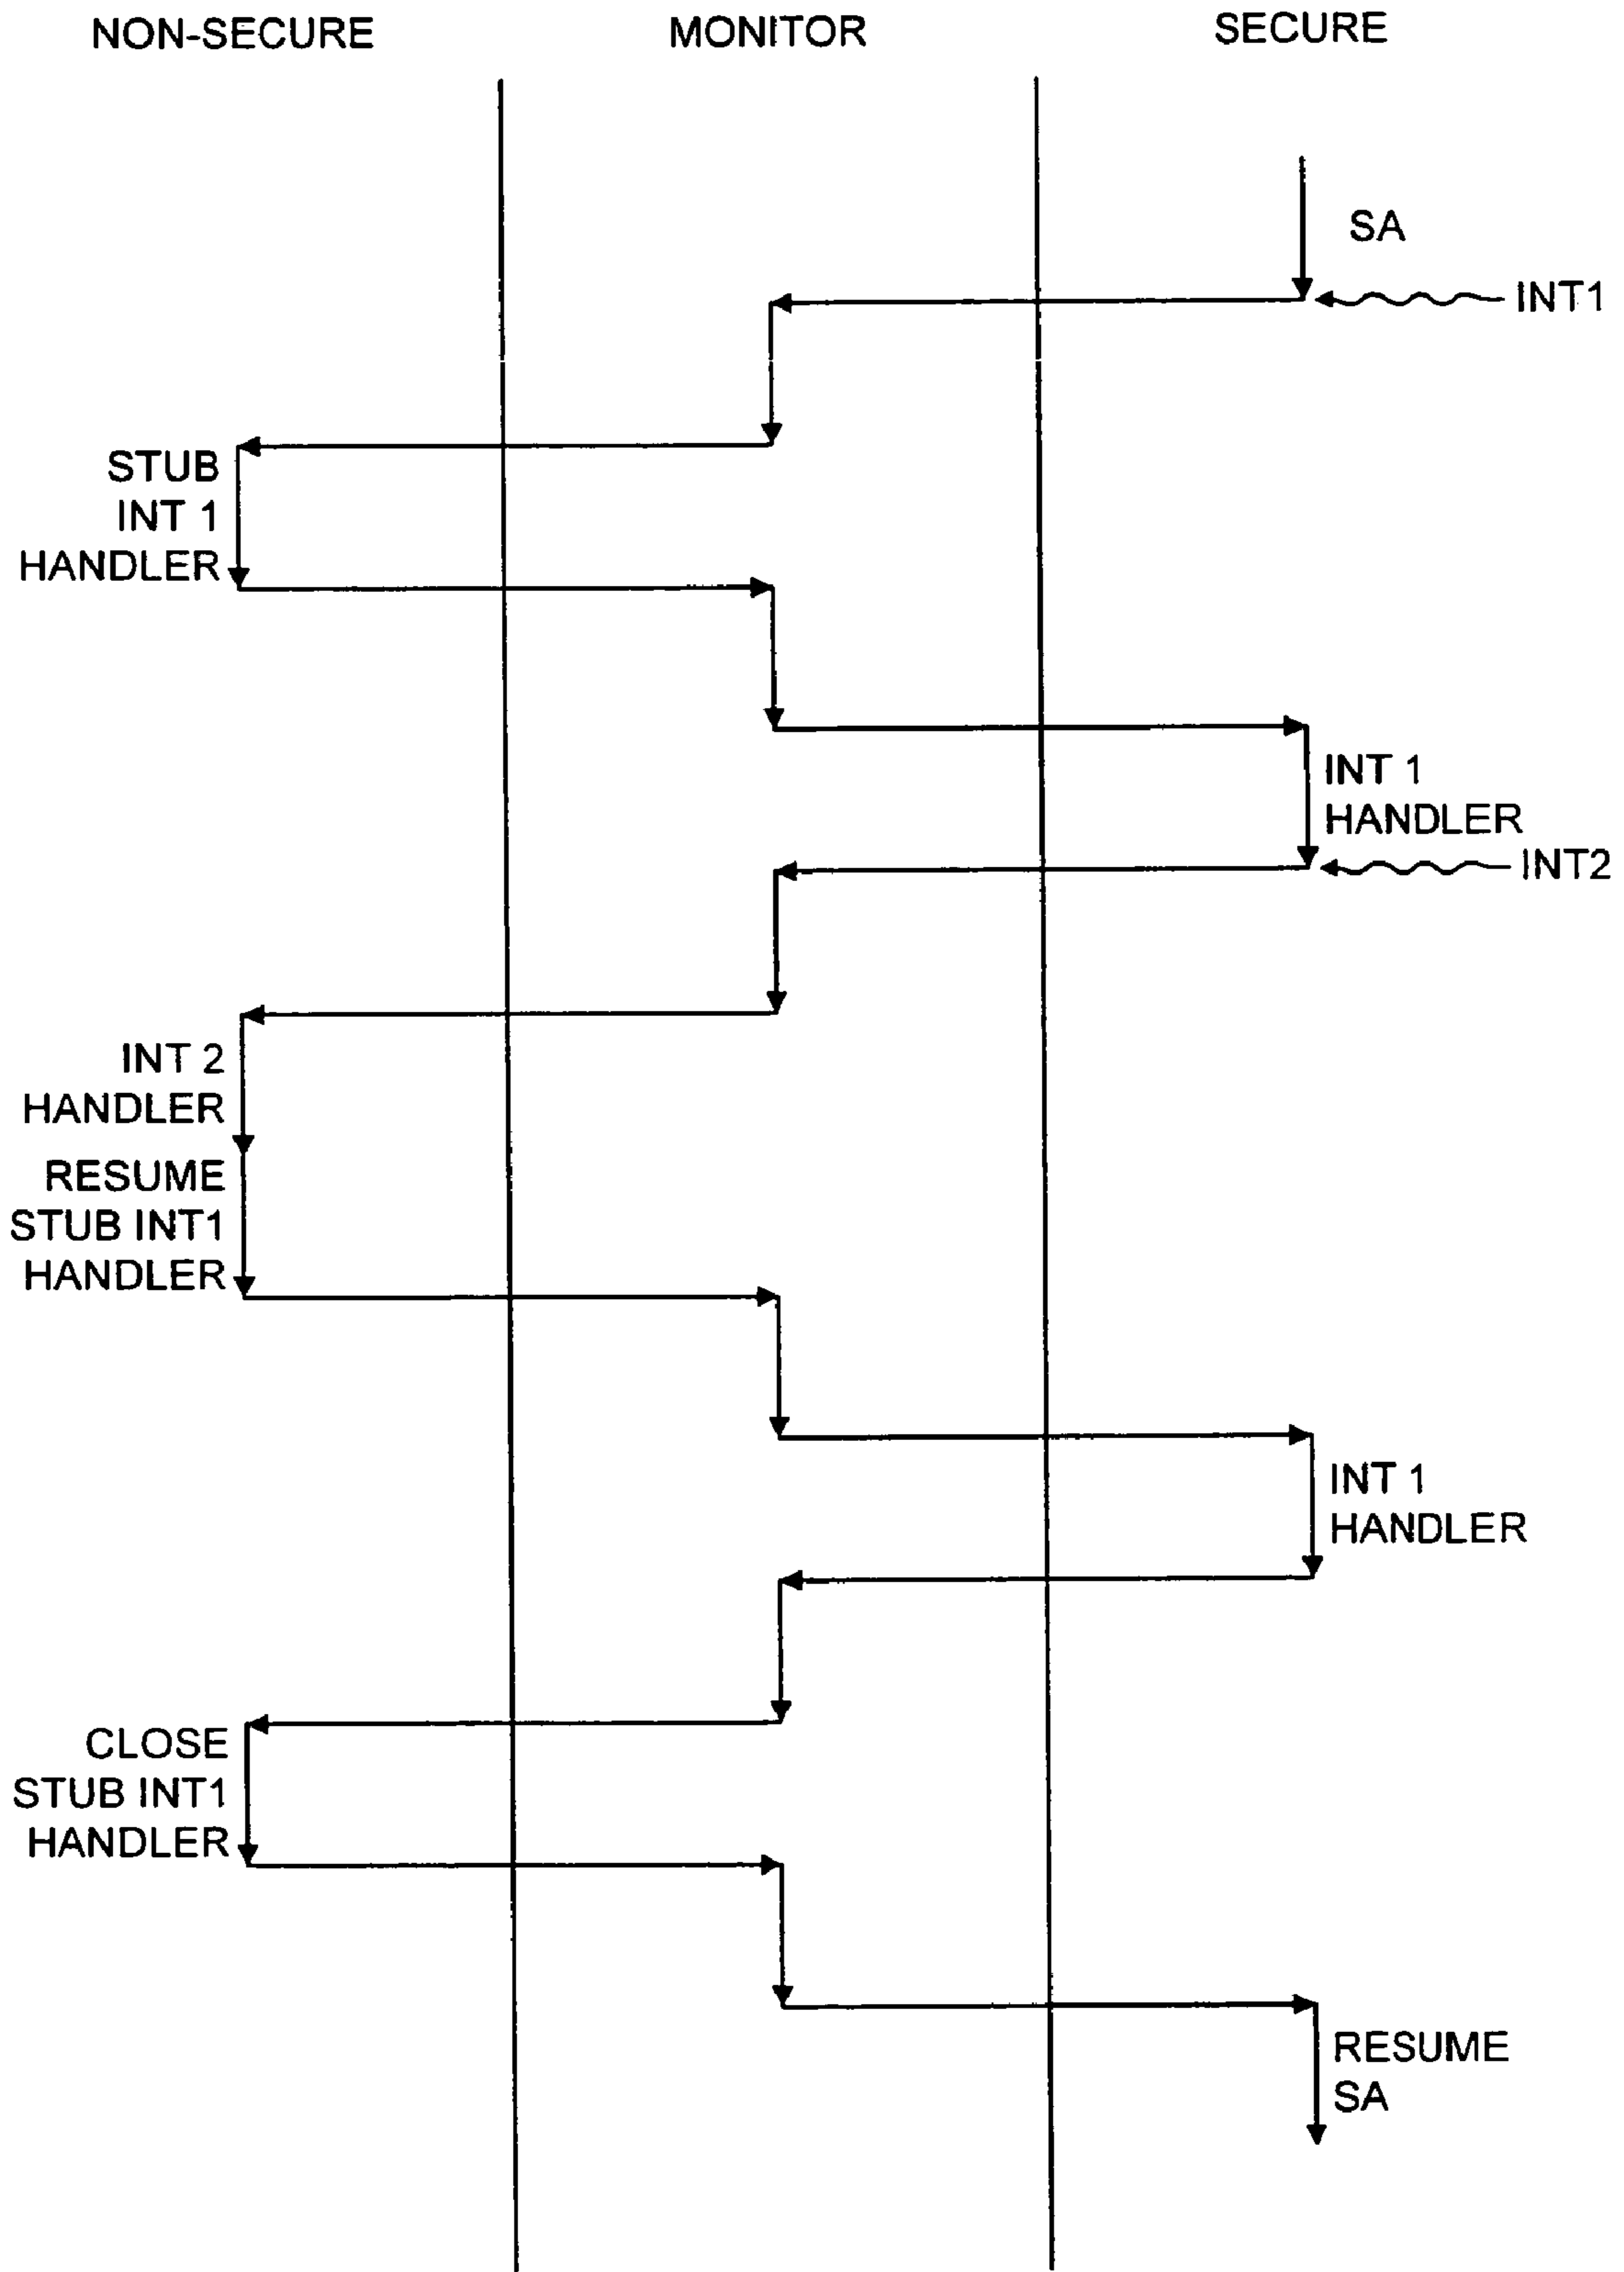 NON-SECURE
MONITOR
SECURE
SA
INT1
STUB
INT 1
HANDLER
INT 1
HANDLER
INT2
INT 2
HANDLER
RESUME
STUB INT1
HANDLER
INT 1
HANDLER
CLOSE
STUB INT1
HANDLER
RESUME
SA